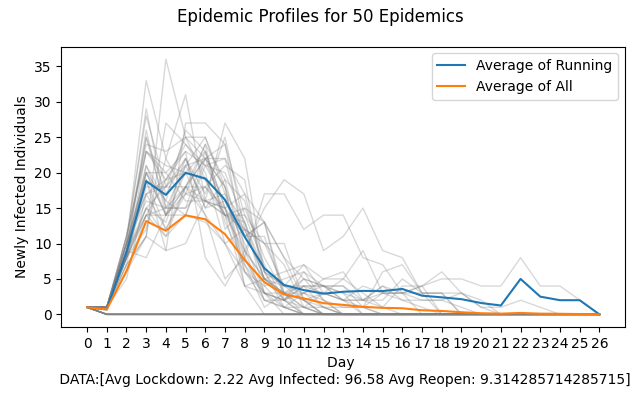 Epidemic Profiles for 50 Epidemics
Average of Running
Average of All
Newly Infected Individuals
35
30
25
20
15
10
5
0
0 1 2 3 4 5 6 7 8 9 10 11 12 13 14 15 16 17 18 19 20 21 22 23 24 25 26
Day
DATA:[Avg Lockdown: 2.22 Avg Infected: 96.58 Avg Reopen: 9.314285714285715]